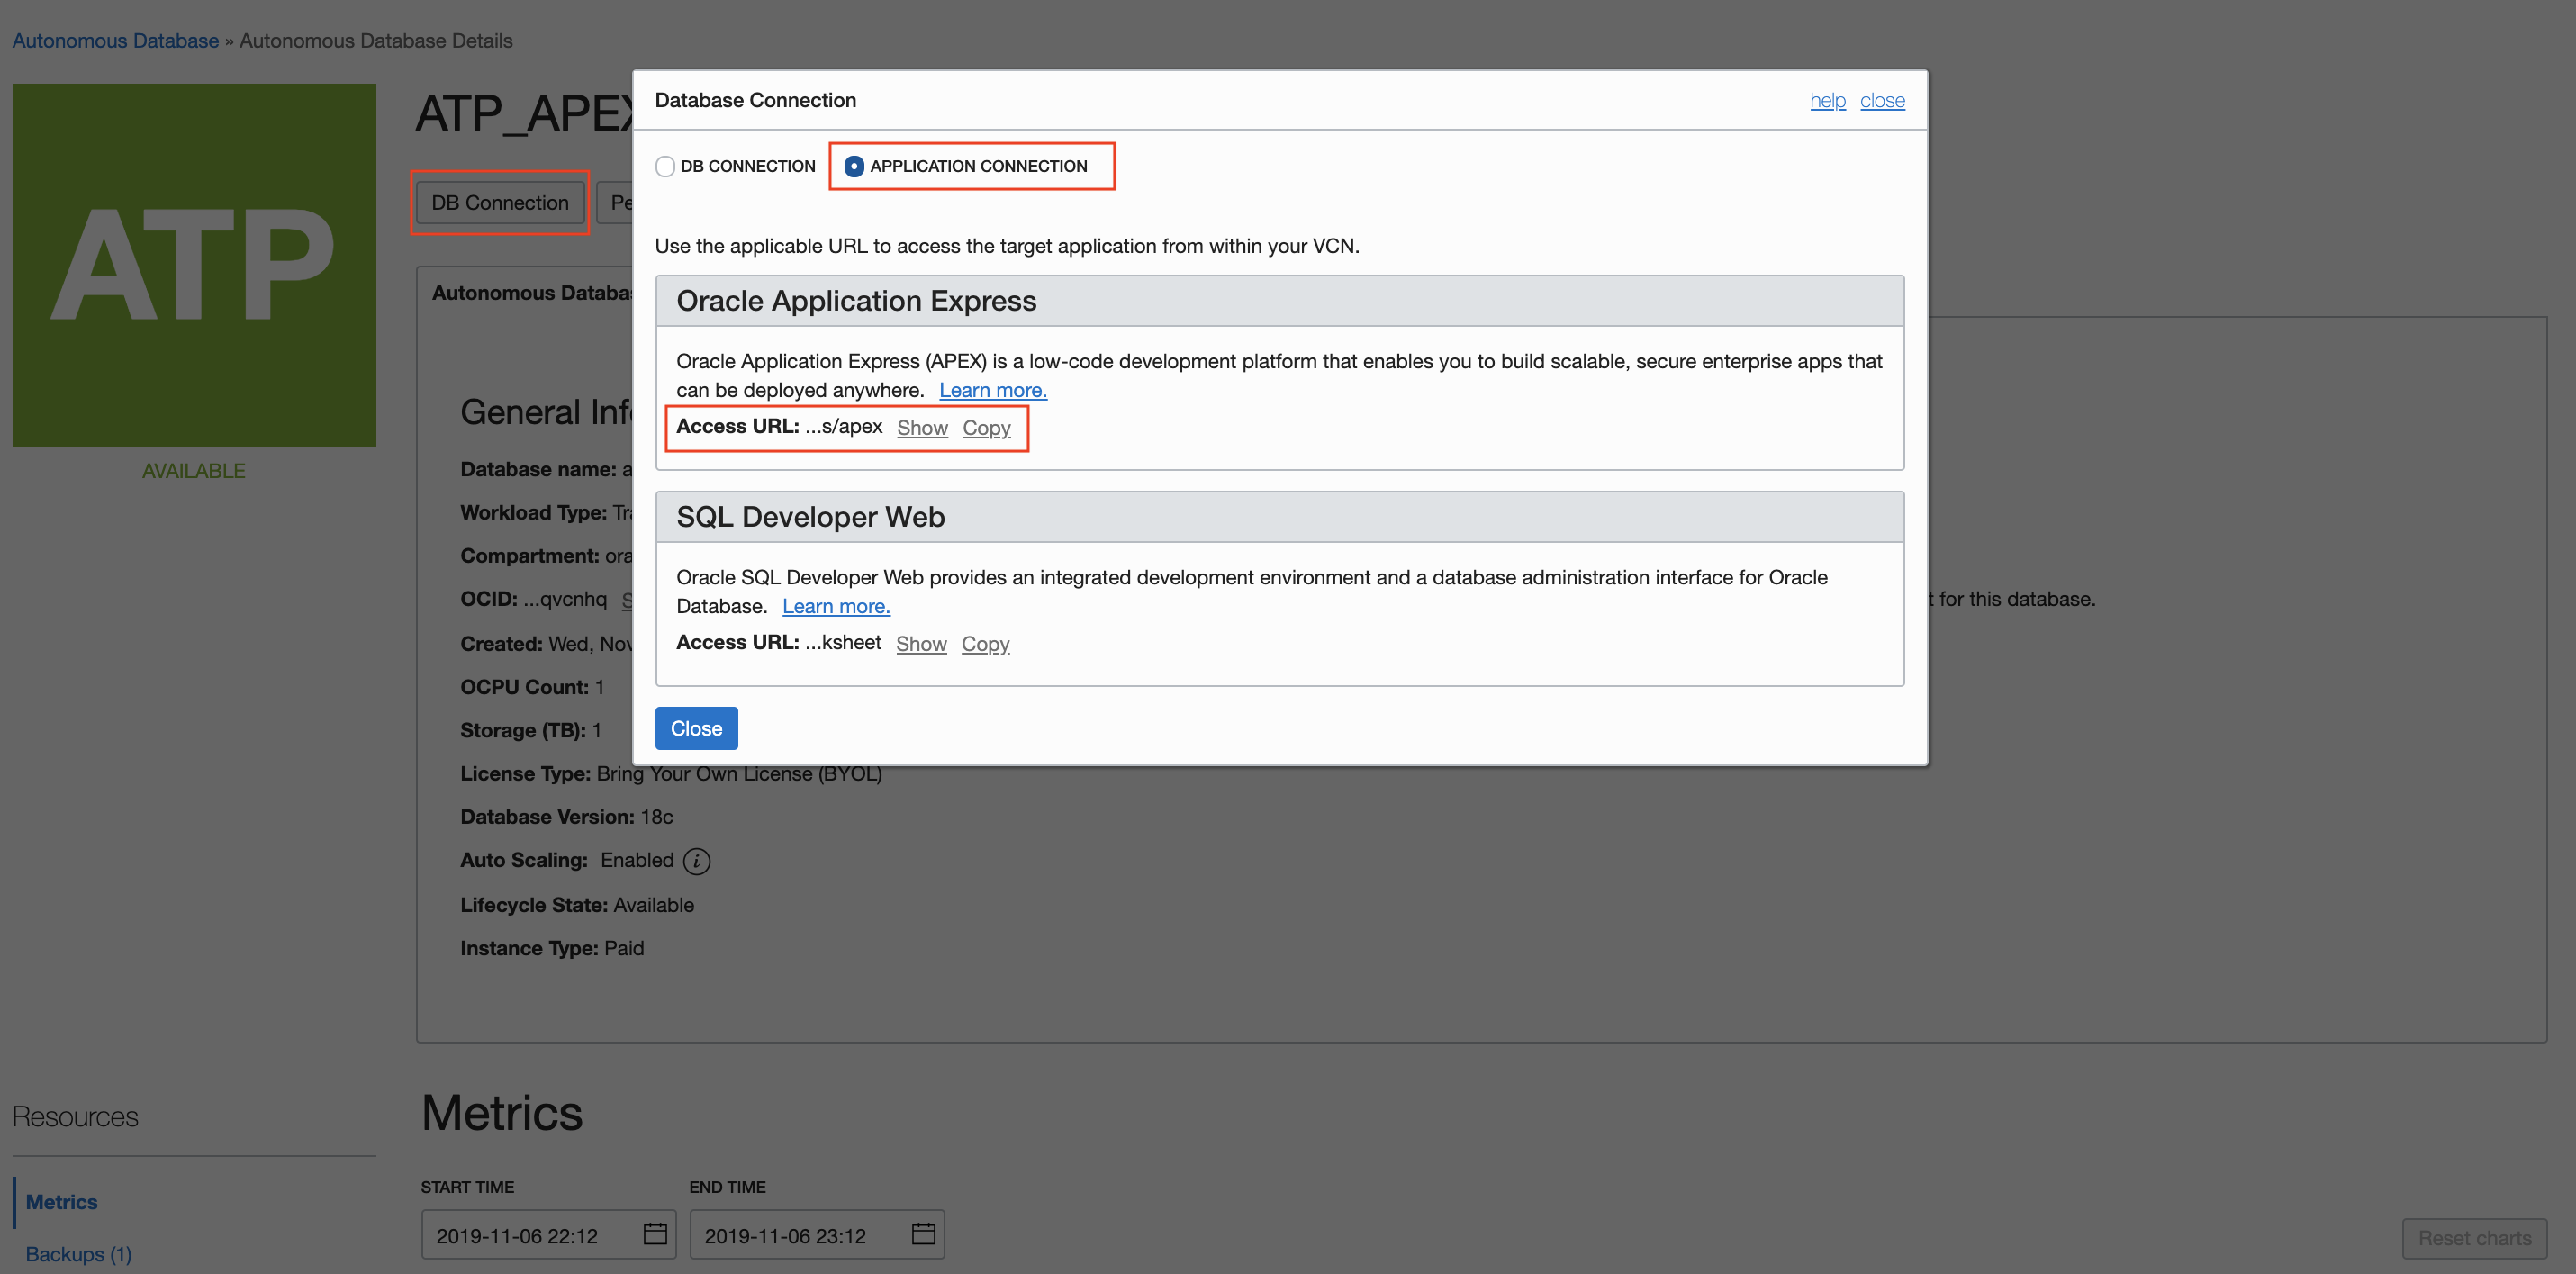 Autonomous Database » Autonomous Database Details
ATP
AVAILABLE
ATP_APEX
DB Connection
Autonomous
General
Database name: a
Workload Type:
Compartment:
OCID: ...qvcnhq
Created: Wed, Nov
OCPU Count: 1
Storage (TB): 1
License Type: Bring Your Own License (BYOL)
Database Version: 18c
Auto Scaling: Enabled i
Lifecycle State: Available
Instance Type: Paid
t for this database.
Database Connection
help close
DB CONNECTION APPLICATION CONNECTION
Use the applicable URL to access the target application from within your VCN.
Oracle Application Express
Oracle Application Express (APEX) is a low-code development platform that enables you to build scalable, secure enterprise apps that
can be deployed anywhere. Learn more.
Access URL: ...s/apex Show Copy
SQL Developer Web
Oracle SQL Developer Web provides an integrated development environment and a database administration interface for Oracle
Database. Learn more.
Access URL: ...ksheet Show Copy
Close
Resources
Metrics
Backups (1)
Metrics
START TIME END TIME
2019-11-06 22:12 2019-11-06 23:12
Reset charts